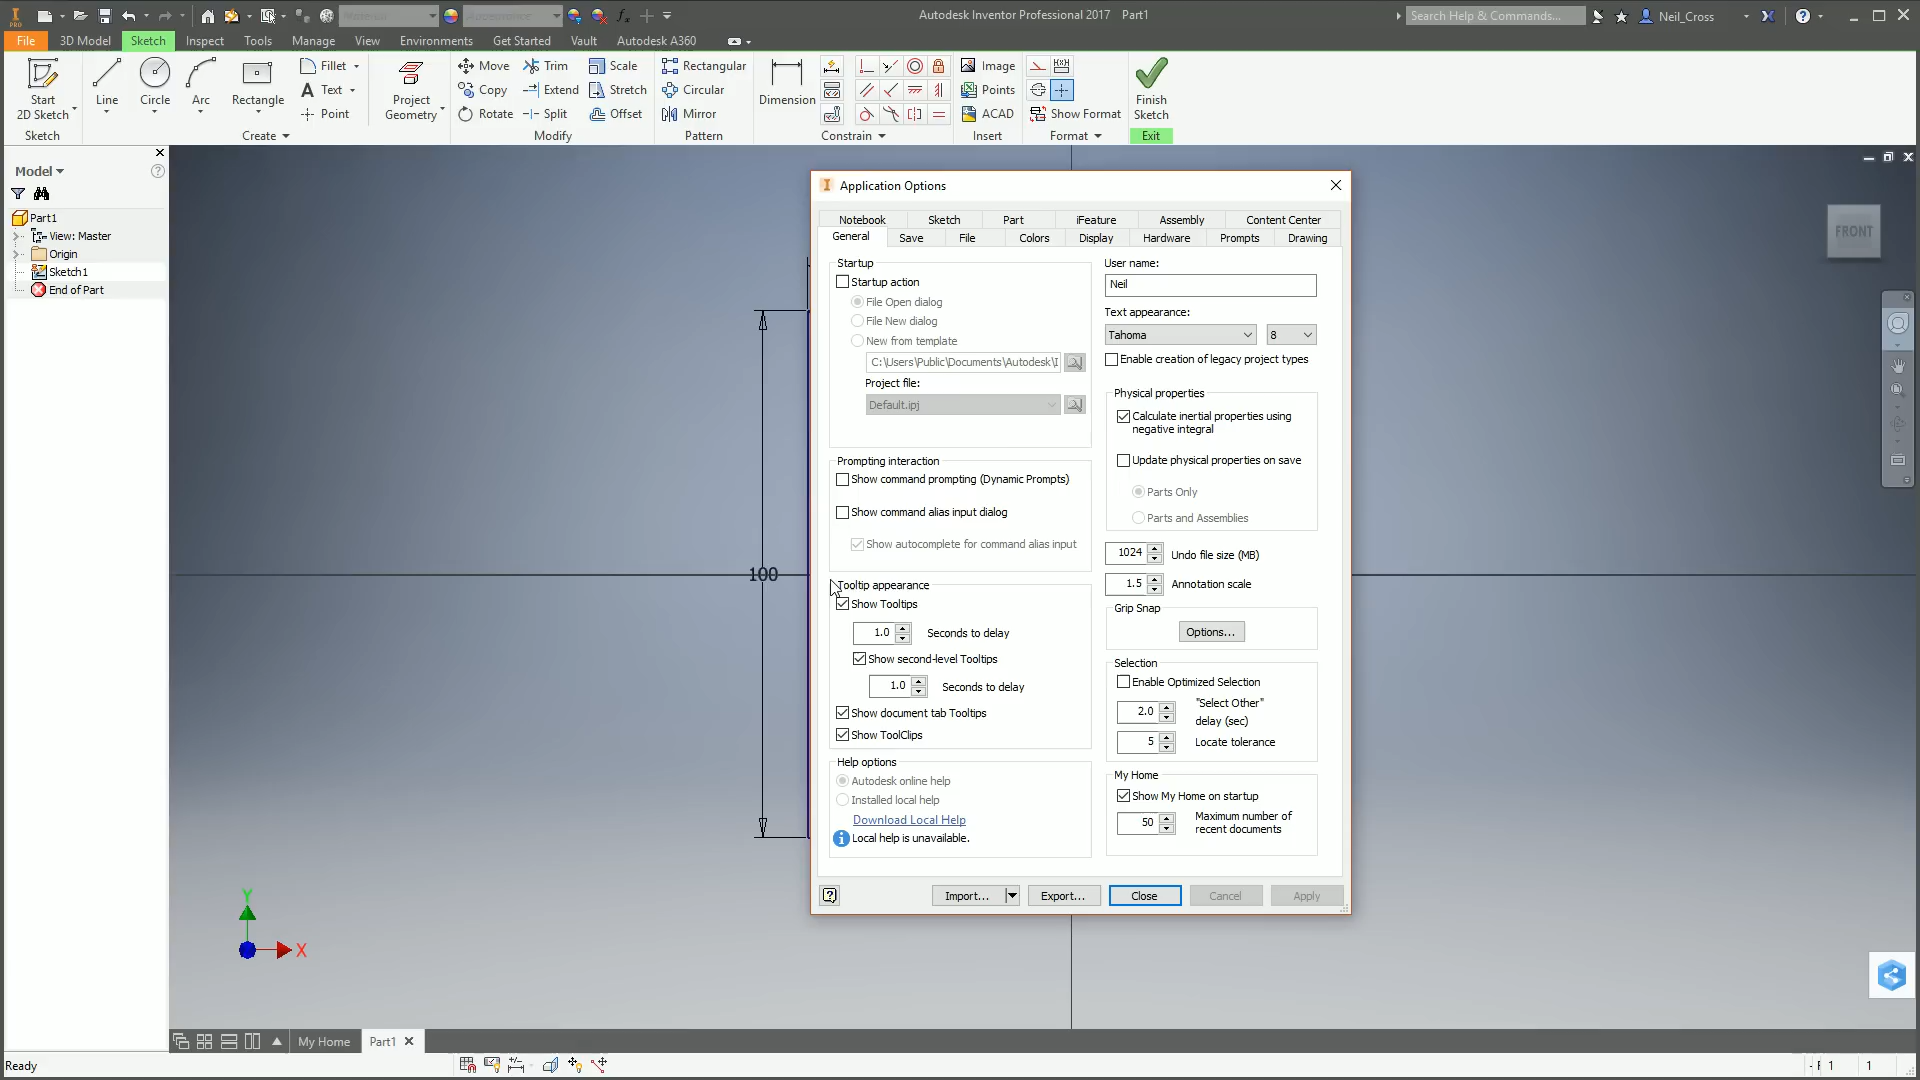 PRO
Material
Appearance
Autodesk Inventor Professional 2017 Part1
Search Help & Commands...
Neil_Cross
File
3D Model
Sketch
Inspect
Tools
Manage
View
Environments
Get Started
Vault
Autodesk A360
Start
2D Sketch
Line
Circle
Arc
Rectangle
Fillet
Text
Point
Project
Geometry
Move
Copy
Rotate
Trim
Extend
Split
Scale
Stretch
Offset
Rectangular
Circular
Mirror
Dimension
Image
Points
ACAD
Show Format
Finish
Sketch
Sketch
Create
Modify
Pattern
Constrain
Insert
Format
Exit
Model
Part1
View: Master
Origin
Sketch1
End of Part
100
Y
X
FRONT
Application Options
Notebook
Sketch
Part
iFeature
Assembly
Content Center
General
Save
File
Colors
Display
Hardware
Prompts
Drawing
Startup
Startup action
File Open dialog
File New dialog
New from template
C:\Users\Public\Documents\Autodesk\I
Project file:
Default.ipj
Prompting interaction
Show command prompting (Dynamic Prompts)
Show command alias input dialog
Show autocomplete for command alias input
Tooltip appearance
Show Tooltips
1.0 Seconds to delay
Show second-level Tooltips
1.0 Seconds to delay
Show document tab Tooltips
Show ToolClips
Help options
Autodesk online help
Installed local help
Download Local Help
Local help is unavailable.
User name:
Neil
Text appearance:
Tahoma 8
Enable creation of legacy project types
Physical properties
Calculate inertial properties using
negative integral
Update physical properties on save
Parts Only
Parts and Assemblies
1024 Undo file size (MB)
1.5 Annotation scale
Grip Snap
Options...
Selection
Enable Optimized Selection
2.0 "Select Other"
delay (sec)
5 Locate tolerance
My Home
Show My Home on startup
50 Maximum number of
recent documents
Import...
Export...
Close
Cancel
Apply
My Home
Part1
Ready
1 1